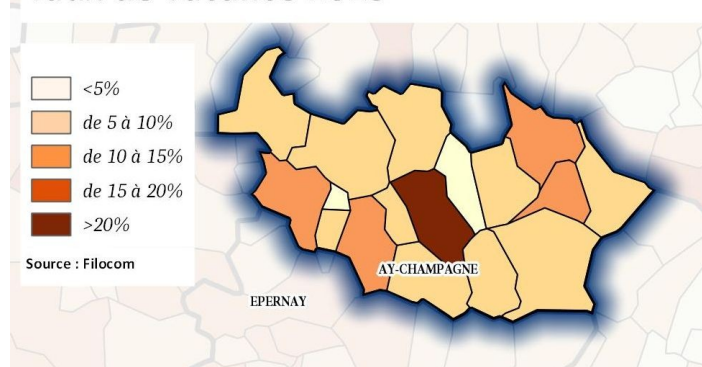 <5%
de 5 à 10%
de 10 à 15%
de 15 à 20%
>20%
Source : Filocom
AY-CHAMPAGNE
EPERNAY